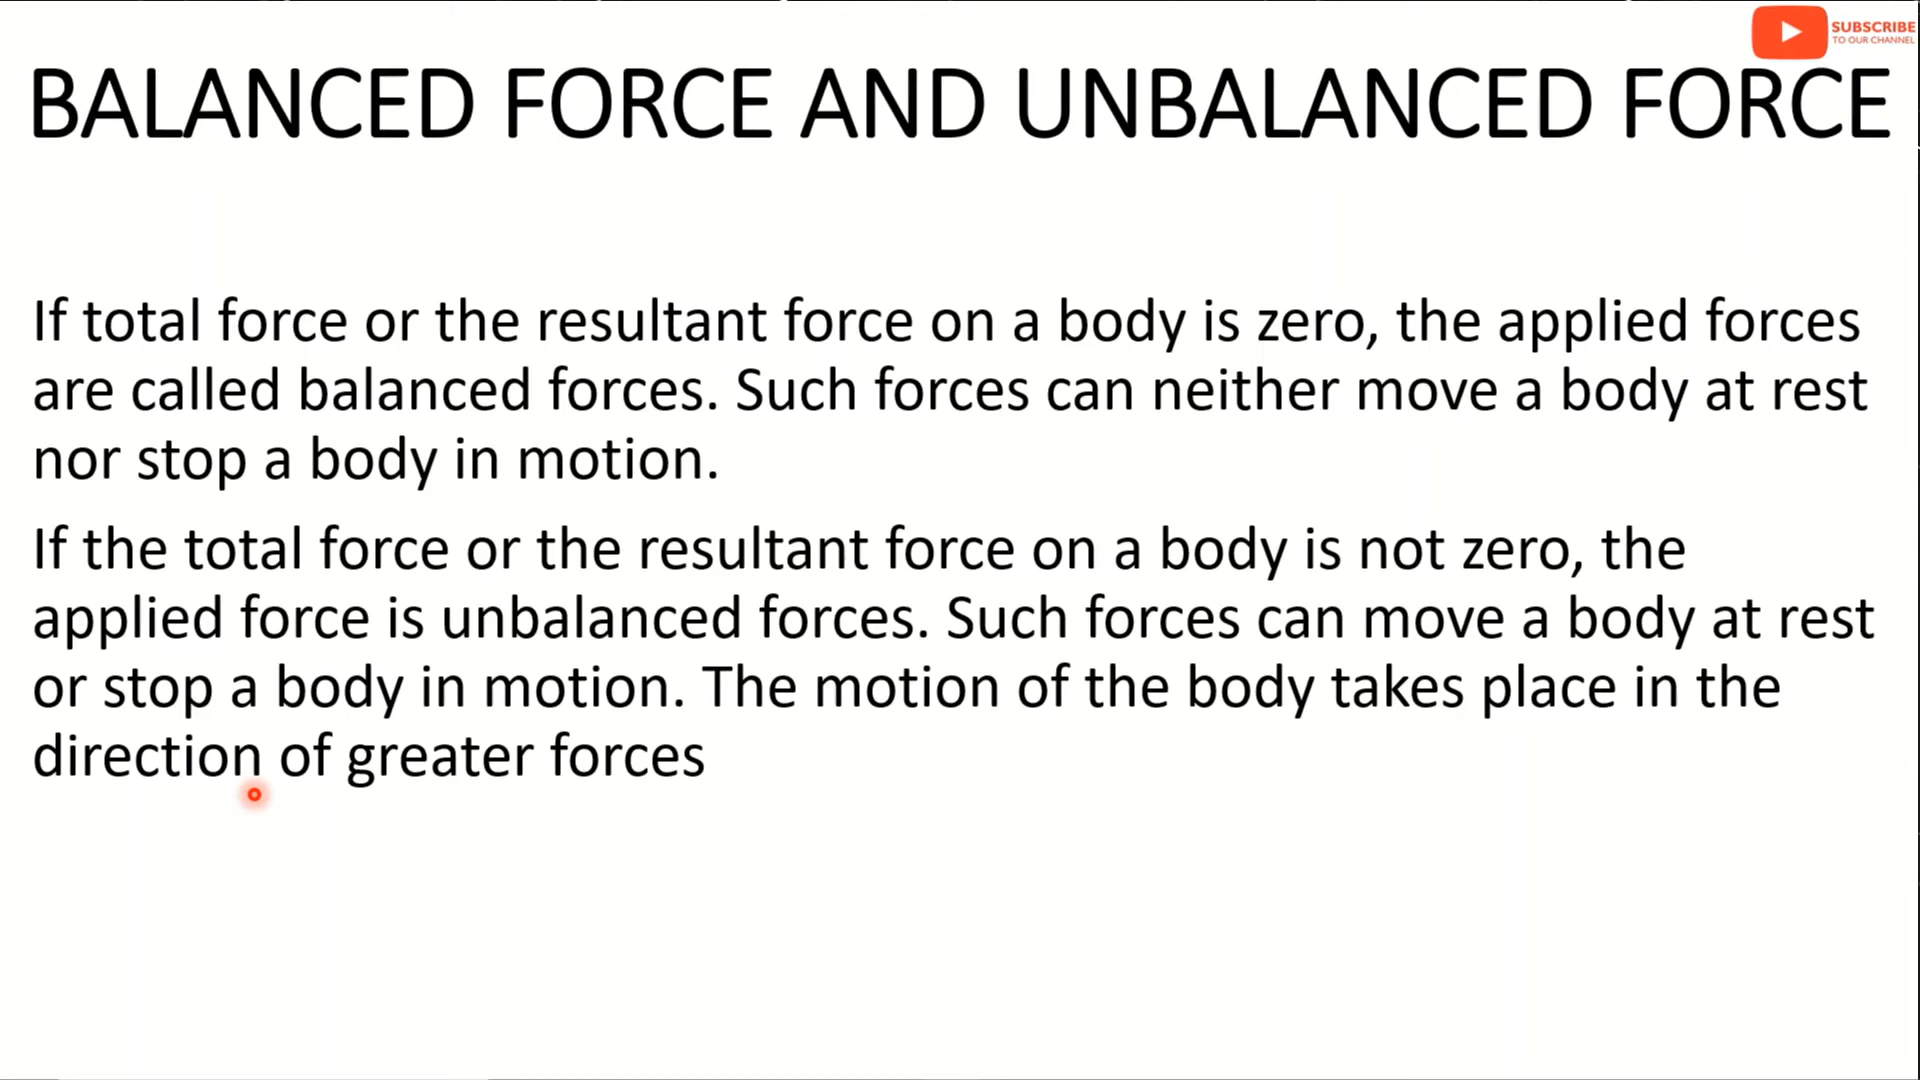 SUBSCRIBE
TO OUR CHANNEL
BALANCED FORCE AND UNBALANCED FORCE
If total force or the resultant force on a body is zero, the applied forces
are called balanced forces. Such forces can neither move a body at rest
nor stop a body in motion.
If the total force or the resultant force on a body is not zero, the
applied force is unbalanced forces. Such forces can move a body at rest
or stop a body in motion. The motion of the body takes place in the
direction of greater forces